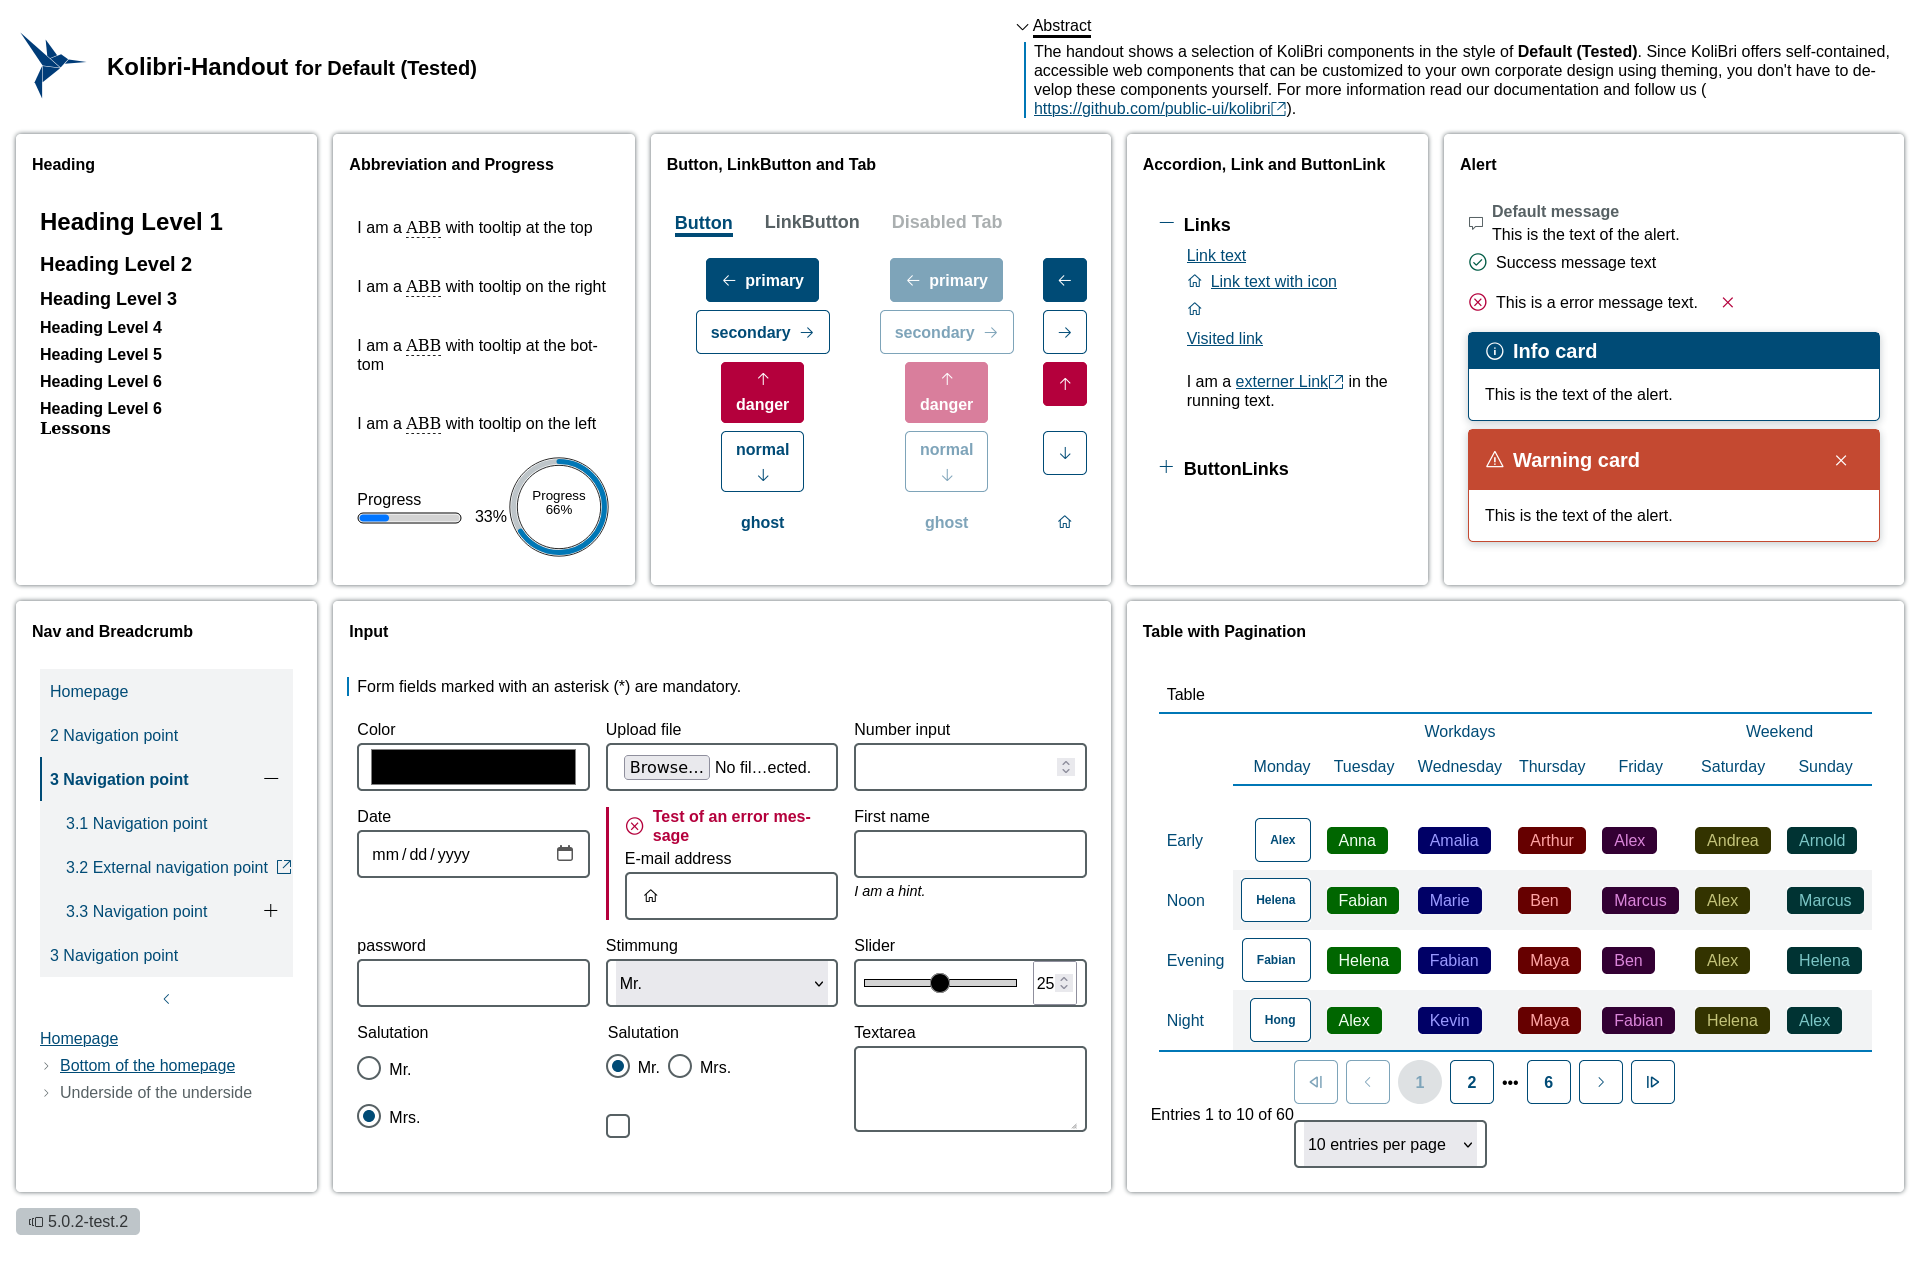 Kolibri-Handout for Default (Tested)
Abstract
The handout shows a selection of KoliBri components in the style of Default (Tested). Since KoliBri offers self-contained,
accessible web components that can be customized to your own corporate design using theming, you don't have to de-
velop these components yourself. For more information read our documentation and follow us (
https://github.com/public-ui/kolibri).
Heading
Heading Level 1
Heading Level 2
Heading Level 3
Heading Level 4
Heading Level 5
Heading Level 6
Heading Level 6
Lessons
Abbreviation and Progress
I am a ABB with tooltip at the top
I am a ABB with tooltip on the right
I am a ABB with tooltip at the bot-
tom
I am a ABB with tooltip on the left
Progress
33%
Progress
66%
Button, LinkButton and Tab
Button LinkButton Disabled Tab
primary primary
secondary secondary
danger danger
normal normal
ghost ghost
Accordion, Link and ButtonLink
Links
Link text
Link text with icon
Visited link
I am a externer Link in the
running text.
ButtonLinks
Alert
Default message
This is the text of the alert.
Success message text
This is a error message text.
Info card
This is the text of the alert.
Warning card
This is the text of the alert.
Nav and Breadcrumb
Homepage
2 Navigation point
3 Navigation point
3.1 Navigation point
3.2 External navigation point
3.3 Navigation point
3 Navigation point
Homepage
Bottom of the homepage
Underside of the underside
Input
Form fields marked with an asterisk (*) are mandatory.
Color
Upload file
Browse... No fil...ected.
Number input
Date
mm/dd/yyyy
Test of an error mes-
sage
E-mail address
First name
I am a hint.
password
Stimmung
Mr.
Slider
25
Salutation
Mr.
Mrs.
Salutation
Mr. Mrs.
Textarea
Table with Pagination
Table
Workdays Weekend
Monday Tuesday Wednesday Thursday Friday Saturday Sunday
Early Alex Anna Amalia Arthur Alex Andrea Arnold
Noon Helena Fabian Marie Ben Marcus Alex Marcus
Evening Fabian Helena Fabian Maya Ben Alex Helena
Night Hong Alex Kevin Maya Fabian Helena Alex
1 2 ••• 6
Entries 1 to 10 of 60
10 entries per page
5.0.2-test.2